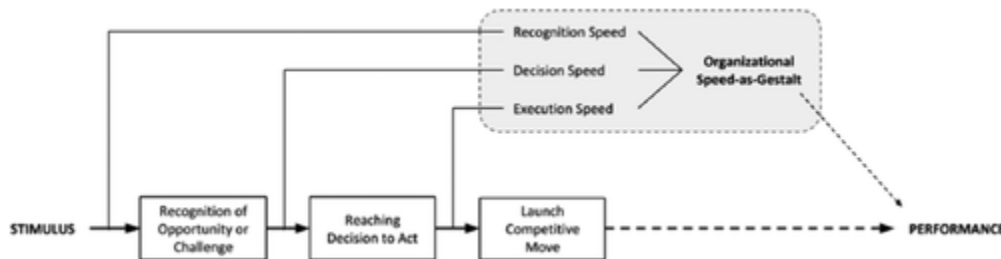 Recognition Speed
Decision Speed
Execution Speed
Organizational
Speed-as-Gestalt
STIMULUS
Recognition of
Opportunity or
Challenge
Reaching
Decision to Act
Launch
Competitive
Move
PERFORMANCE